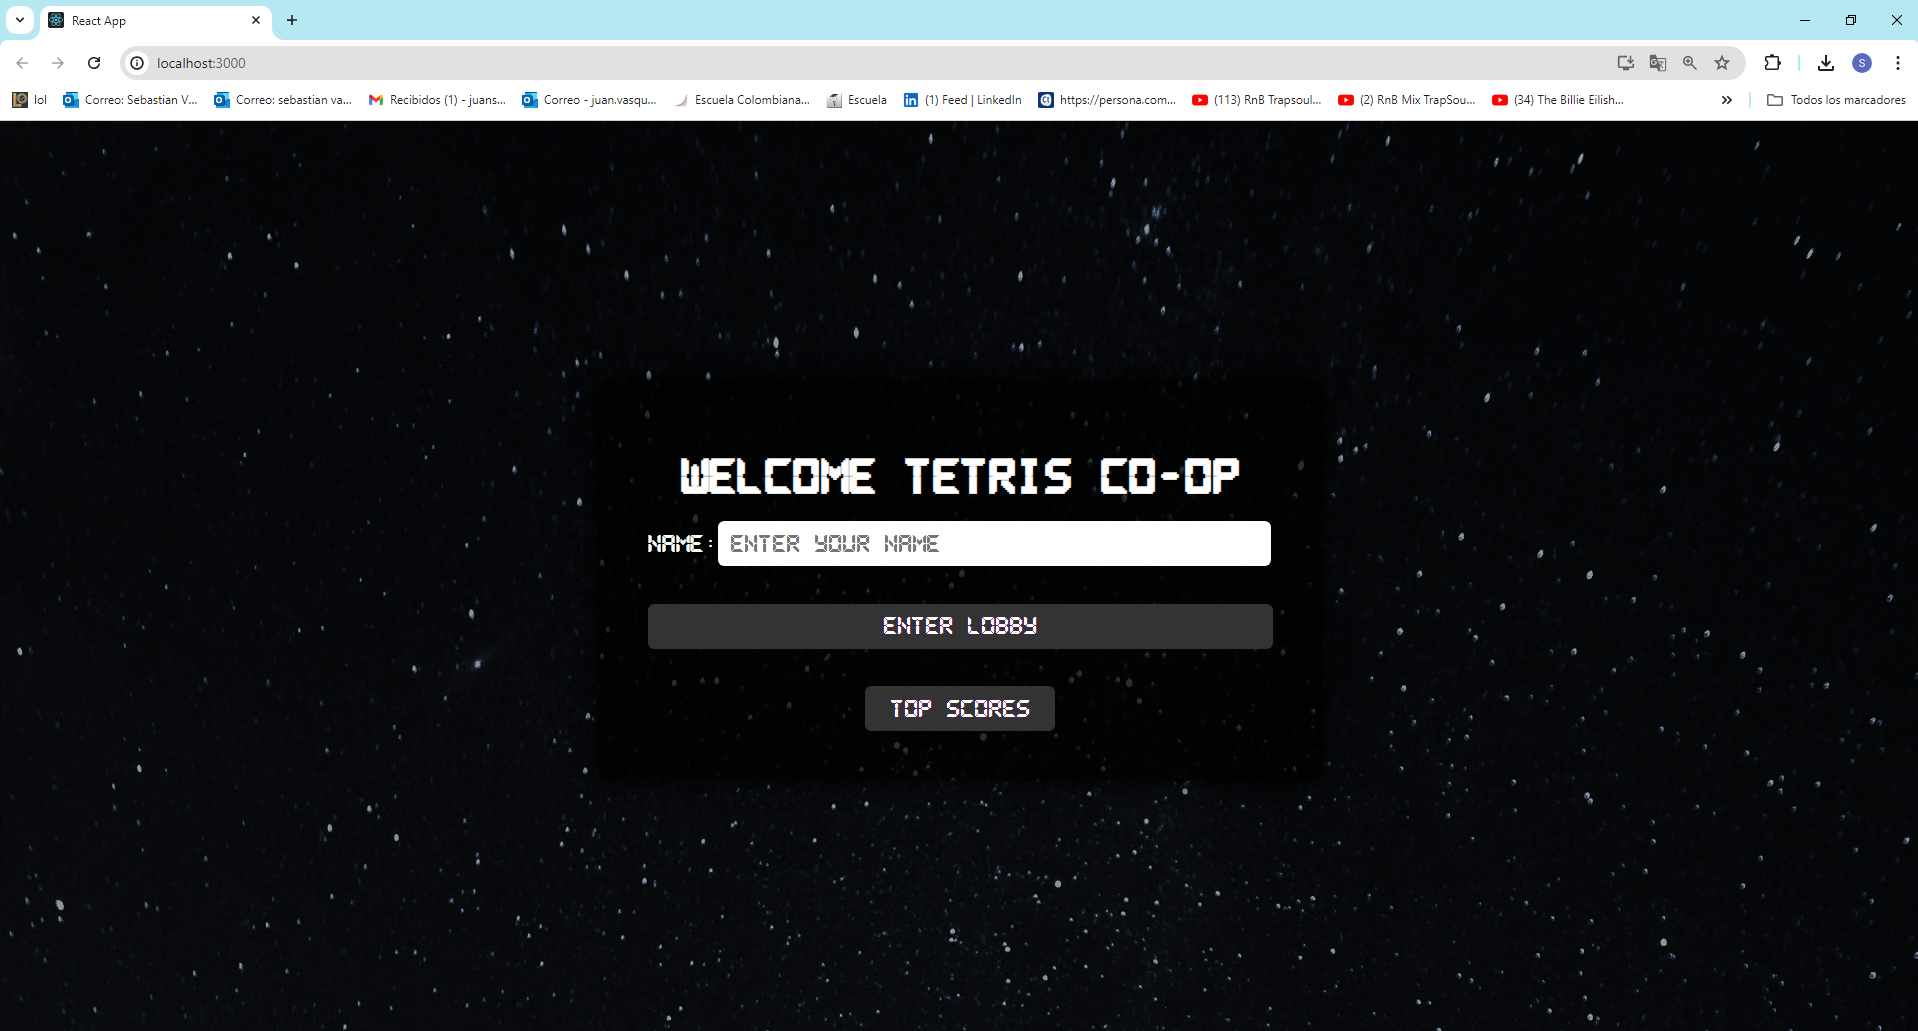 React App
localhost:3000
lol Correo: Sebastian V... Correo: sebastian va... Recibidos (1) - juans... Correo - juan.vasqu... Escuela Colombiana... Escuela (1) Feed | LinkedIn https://persona.com... (113) RnB Trapsoul... (2) RnB Mix TrapSou... (34) The Billie Eilish... Todos los marcadores
WELCOME TETRIS CO-OP
NAME: ENTER YOUR NAME
ENTER LOBBY
TOP SCORES